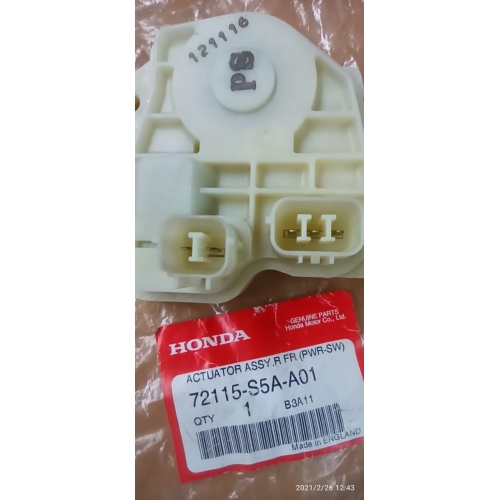 121116
PS
HONDA
GENUINE PARTS
Honda Motor Co., Ltd.
ACTUATOR ASSY.R FR (PWR-SW)
72115-S5A-A01
QTY 1 B3A11
Made in ENGLAND
2021/2/26 12:43